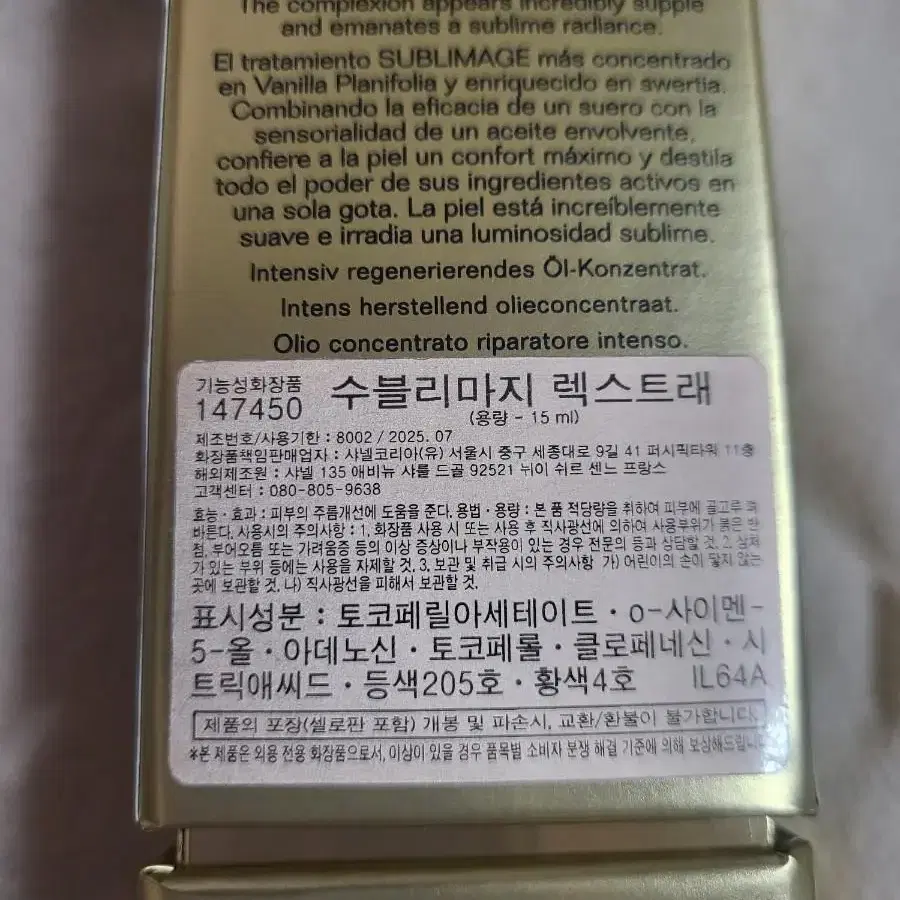 The complexion appears incredibly supple
and emanates a sublime radiance.
El tratamiento SUBLIMAGE más concentrado
en Vanilla Planifolia y enriquecido en swertia.
Combinando la eficacia de un suero con la
sensorialidad de un aceite envolvente,
confiere a la piel un confort máximo y destila
todo el poder de sus ingredientes activos en
una sola gota. La piel está increíblemente
suave e irradia una luminosidad sublime.
Intensiv regenerierendes Öl-Konzentrat.
Intens herstellend olieconcentraat.
Olio concentrato riparatore intenso.
기능성화장품 수블리마지 렉스트래
147450 (용량 - 15 ml)
제조번호/사용기한 : 8002 / 2025. 07
화장품책임판매업자 : 샤넬코리아(유) 서울시 중구 세종대로 9길 41 퍼시픽타워 11층
해외제조원 : 샤넬 135 애비뉴 샤를 드골 92521 뉘이 쉬르 센느 프랑스
고객센터 : 080-805-9638
효능 · 효과 : 피부의 주름개선에 도움을 준다. 용법 · 용량 : 본 품 적당량을 취하여 피부에 골고루 펴
바른다. 사용시의 주의사항 : 1. 화장품 사용 시 또는 사용 후 직사광선에 의하여 사용부위가 붉은 반
점, 부어오름 또는 가려움증 등의 이상 증상이나 부작용이 있는 경우 전문의 등과 상담할 것. 2. 상처
가 있는 부위 등에는 사용을 자제할 것. 3. 보관 및 취급 시의 주의사항 가) 어린이의 손이 닿지 않는
곳에 보관할 것. 나) 직사광선을 피해서 보관할 것.
표시성분 : 토코페릴아세테이트 · o-사이멘-
5-올 · 아데노신 · 토코페롤 · 클로페네신 · 시
트릭애씨드 · 등색205호 · 황색4호 IL64A
제품의 포장(셀로판 포함) 개봉 및 파손시, 교환/환불이 불가합니다.
※본 제품은 외용 전용 화장품으로서, 이상이 있을 경우 품목별 소비자 분쟁 해결 기준에 의해 보상해드립니다